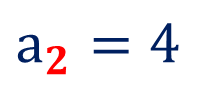 a₂ = 4